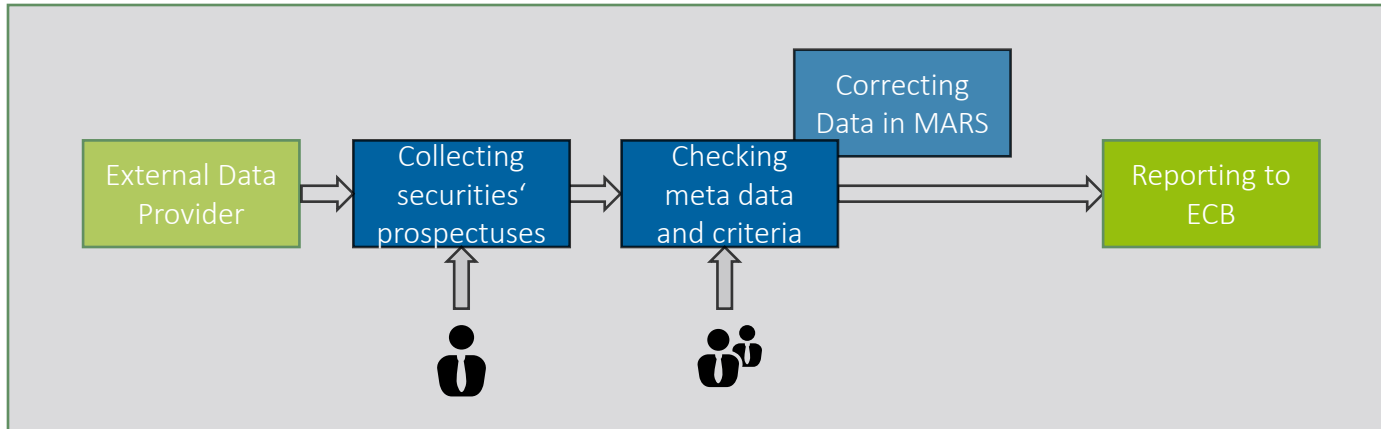 External Data
Provider
Collecting
securities‘
prospectuses
Checking
meta data
and criteria
Correcting
Data in MARS
Reporting to
ECB